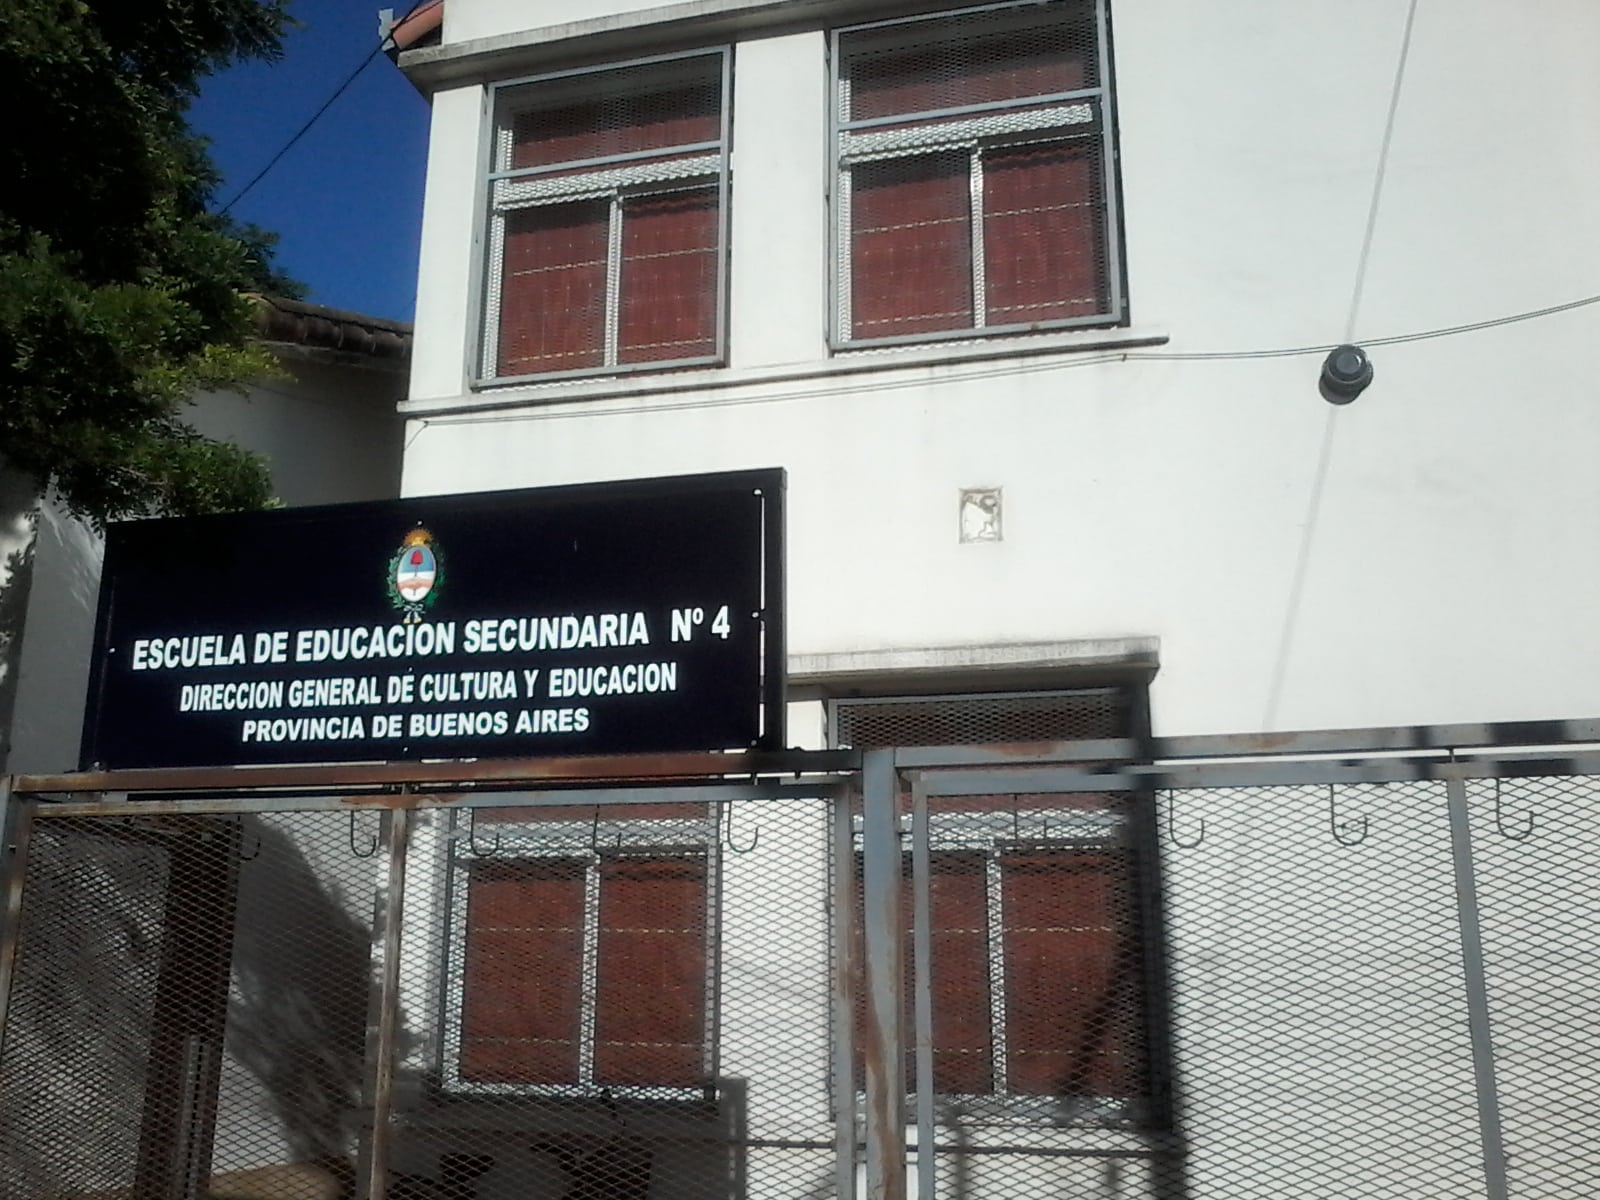 ESCUELA DE EDUCACION SECUNDARIA Nº 4
DIRECCION GENERAL DE CULTURA Y EDUCACION
PROVINCIA DE BUENOS AIRES